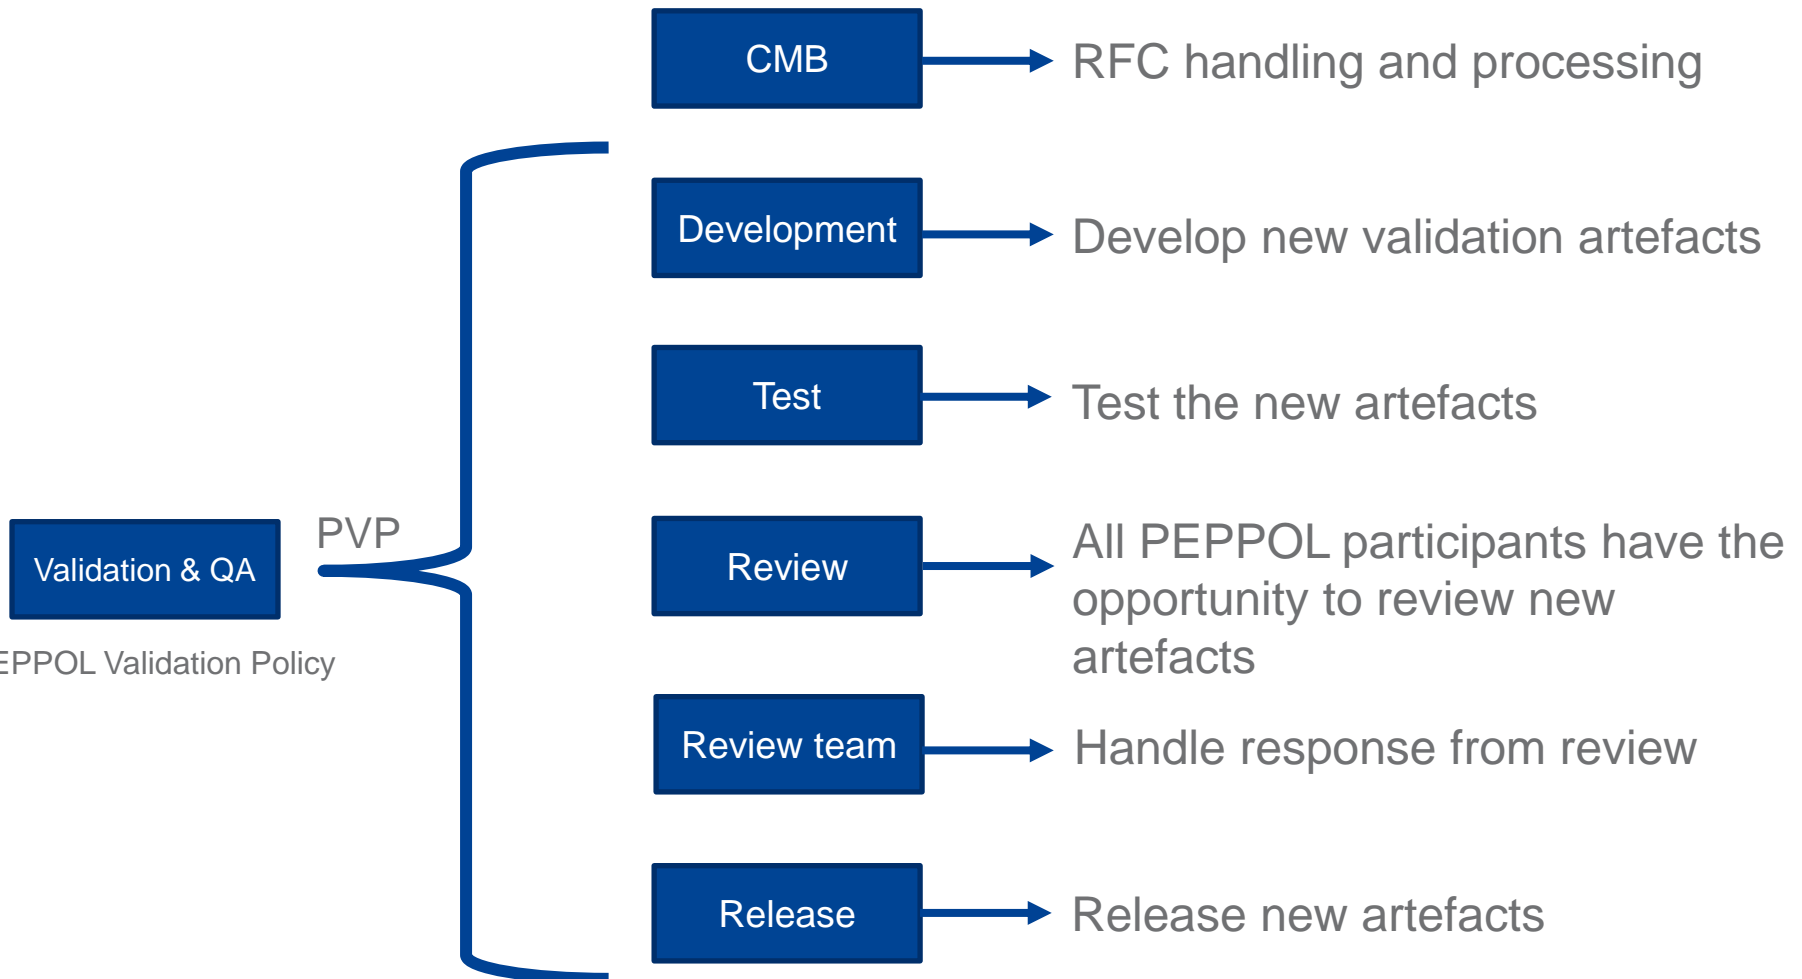 CMB
RFC handling and processing
Development
Develop new validation artefacts
Test
Test the new artefacts
Validation & QA
PVP
EPPOL Validation Policy
Review
All PEPPOL participants have the
opportunity to review new
artefacts
Review team
Handle response from review
Release
Release new artefacts